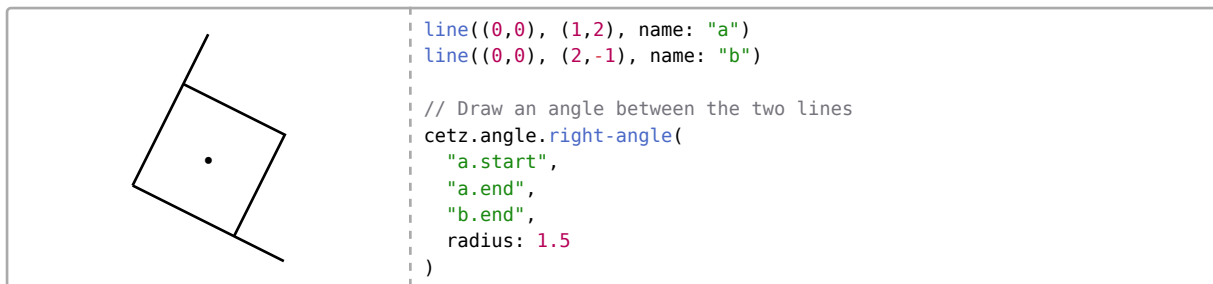 line((0,0), (1,2), name: "a")
line((0,0), (2,-1), name: "b")

// Draw an angle between the two lines
cetz.angle.right-angle(
  "a.start",
  "a.end",
  "b.end",
  radius: 1.5
)